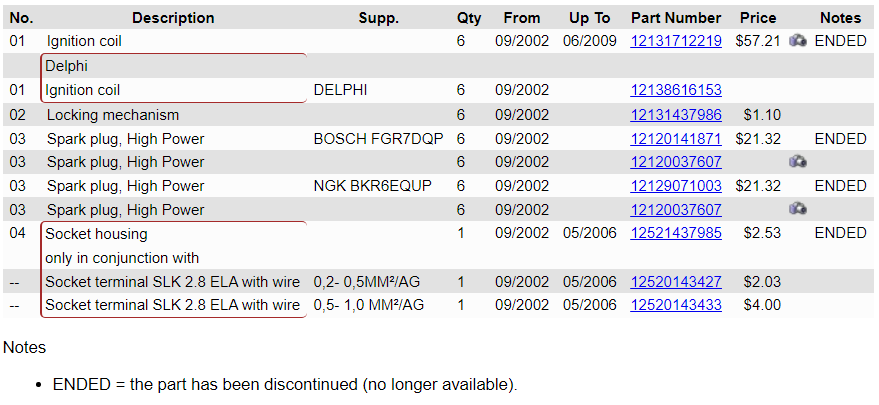 No. Description Supp. Qty From Up To Part Number Price Notes
01 Ignition coil 6 09/2002 06/2009 12131712219 $57.21 ENDED
Delphi
01 Ignition coil DELPHI 6 09/2002 12138616153
02 Locking mechanism 6 09/2002 12131437986 $1.10
03 Spark plug, High Power BOSCH FGR7DQP 6 09/2002 12120141871 $21.32 ENDED
03 Spark plug, High Power 6 09/2002 12120037607
03 Spark plug, High Power NGK BKR6EQUP 6 09/2002 12129071003 $21.32 ENDED
03 Spark plug, High Power 6 09/2002 12120037607
04 Socket housing 1 09/2002 05/2006 12521437985 $2.53 ENDED
only in conjunction with
-- Socket terminal SLK 2.8 ELA with wire 0,2- 0,5MM²/AG 1 09/2002 05/2006 12520143427 $2.03
-- Socket terminal SLK 2.8 ELA with wire 0,5- 1,0 MM²/AG 1 09/2002 05/2006 12520143433 $4.00
Notes
• ENDED = the part has been discontinued (no longer available).